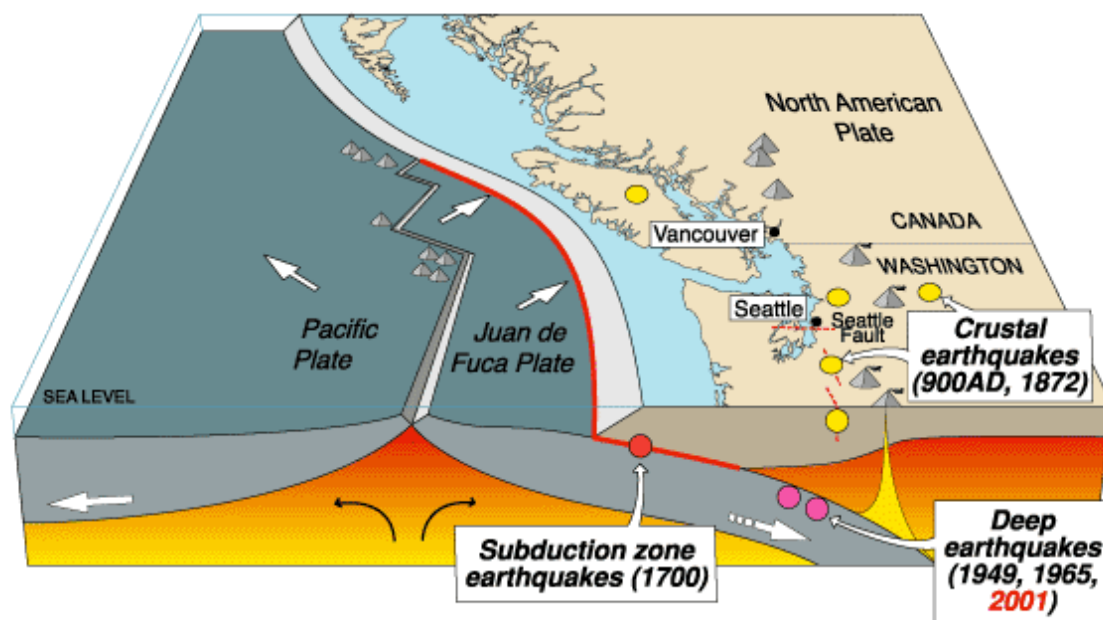 North American
Plate
CANADA
Vancouver
WASHINGTON
Seattle
Seattle
Fault
Pacific
Plate
Juan de
Fuca Plate
Crustal
earthquakes
(900AD, 1872)
SEA LEVEL
Subduction zone
earthquakes (1700)
Deep
earthquakes
(1949, 1965,
2001)